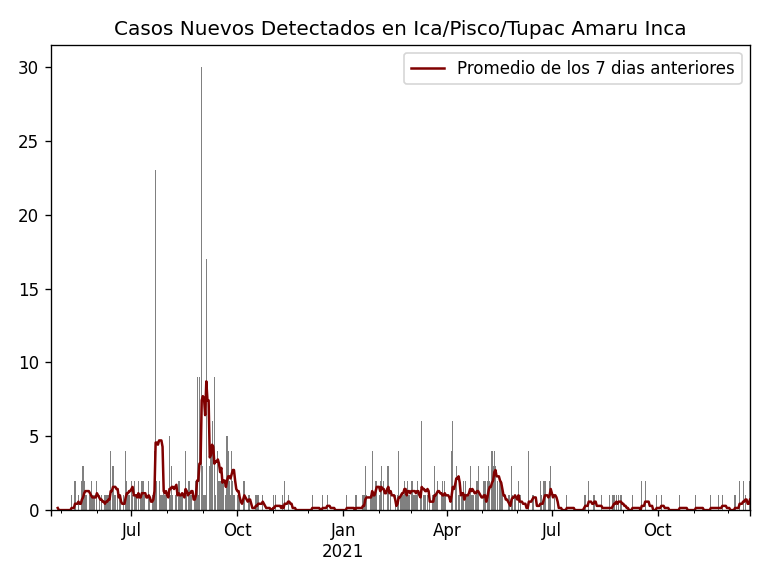 Casos Nuevos Detectados en Ica/Pisco/Tupac Amaru Inca
Promedio de los 7 dias anteriores
30
25
20
15
10
5
0
Jul Oct Jan Apr Jul Oct
2021